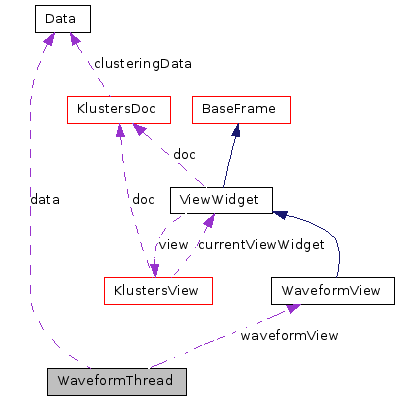 Data
clusteringData
KlustersDoc
BaseFrame
doc
data
doc
ViewWidget
view
currentViewWidget
KlustersView
WaveformView
waveformView
WaveformThread